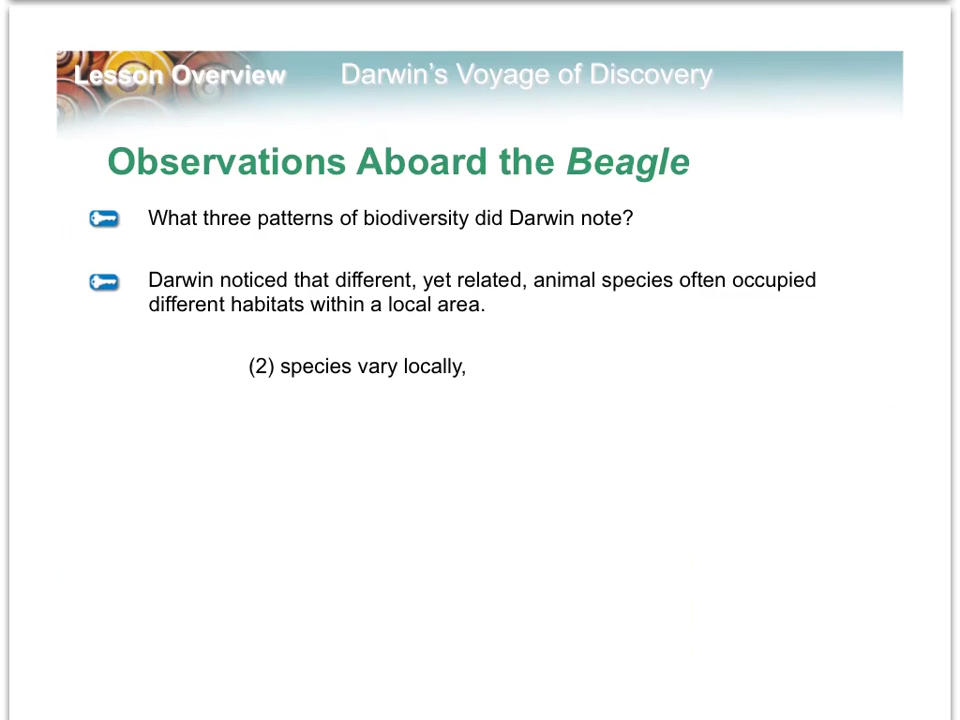 Lesson Overview Darwin’s Voyage of Discovery
Observations Aboard the Beagle
What three patterns of biodiversity did Darwin note?
Darwin noticed that different, yet related, animal species often occupied
different habitats within a local area.
(2) species vary locally,